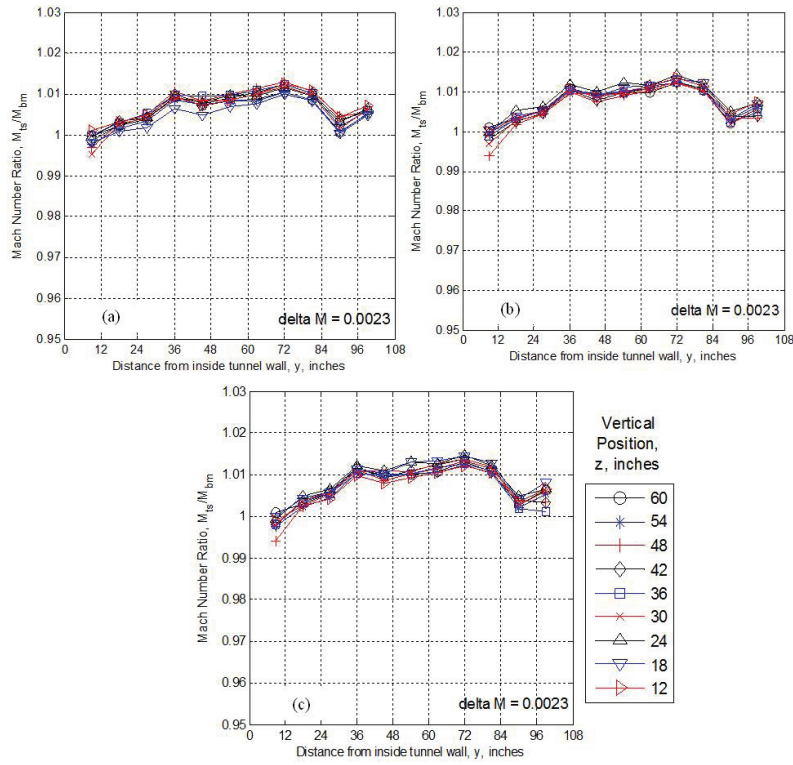 1.03
1.02
1.01
1
0.99
0.98
0.97
0.96
0.95
Mach Number Ratio, M_ts/M_bm
(a)
delta M = 0.0023
0 12 24 36 48 60 72 84 96 108
Distance from inside tunnel wall, y, inches
1.03
1.02
1.01
1
0.99
0.98
0.97
0.96
0.95
Mach Number Ratio, M_ts/M_bm
(b)
delta M = 0.0023
0 12 24 36 48 60 72 84 96 108
Distance from inside tunnel wall, y, inches
1.03
1.02
1.01
1
0.99
0.98
0.97
0.96
0.95
Mach Number Ratio, M_ts/M_bm
(c)
delta M = 0.0023
0 12 24 36 48 60 72 84 96 108
Distance from inside tunnel wall, y, inches
Vertical
Position,
z, inches
60
54
48
42
36
30
24
18
12